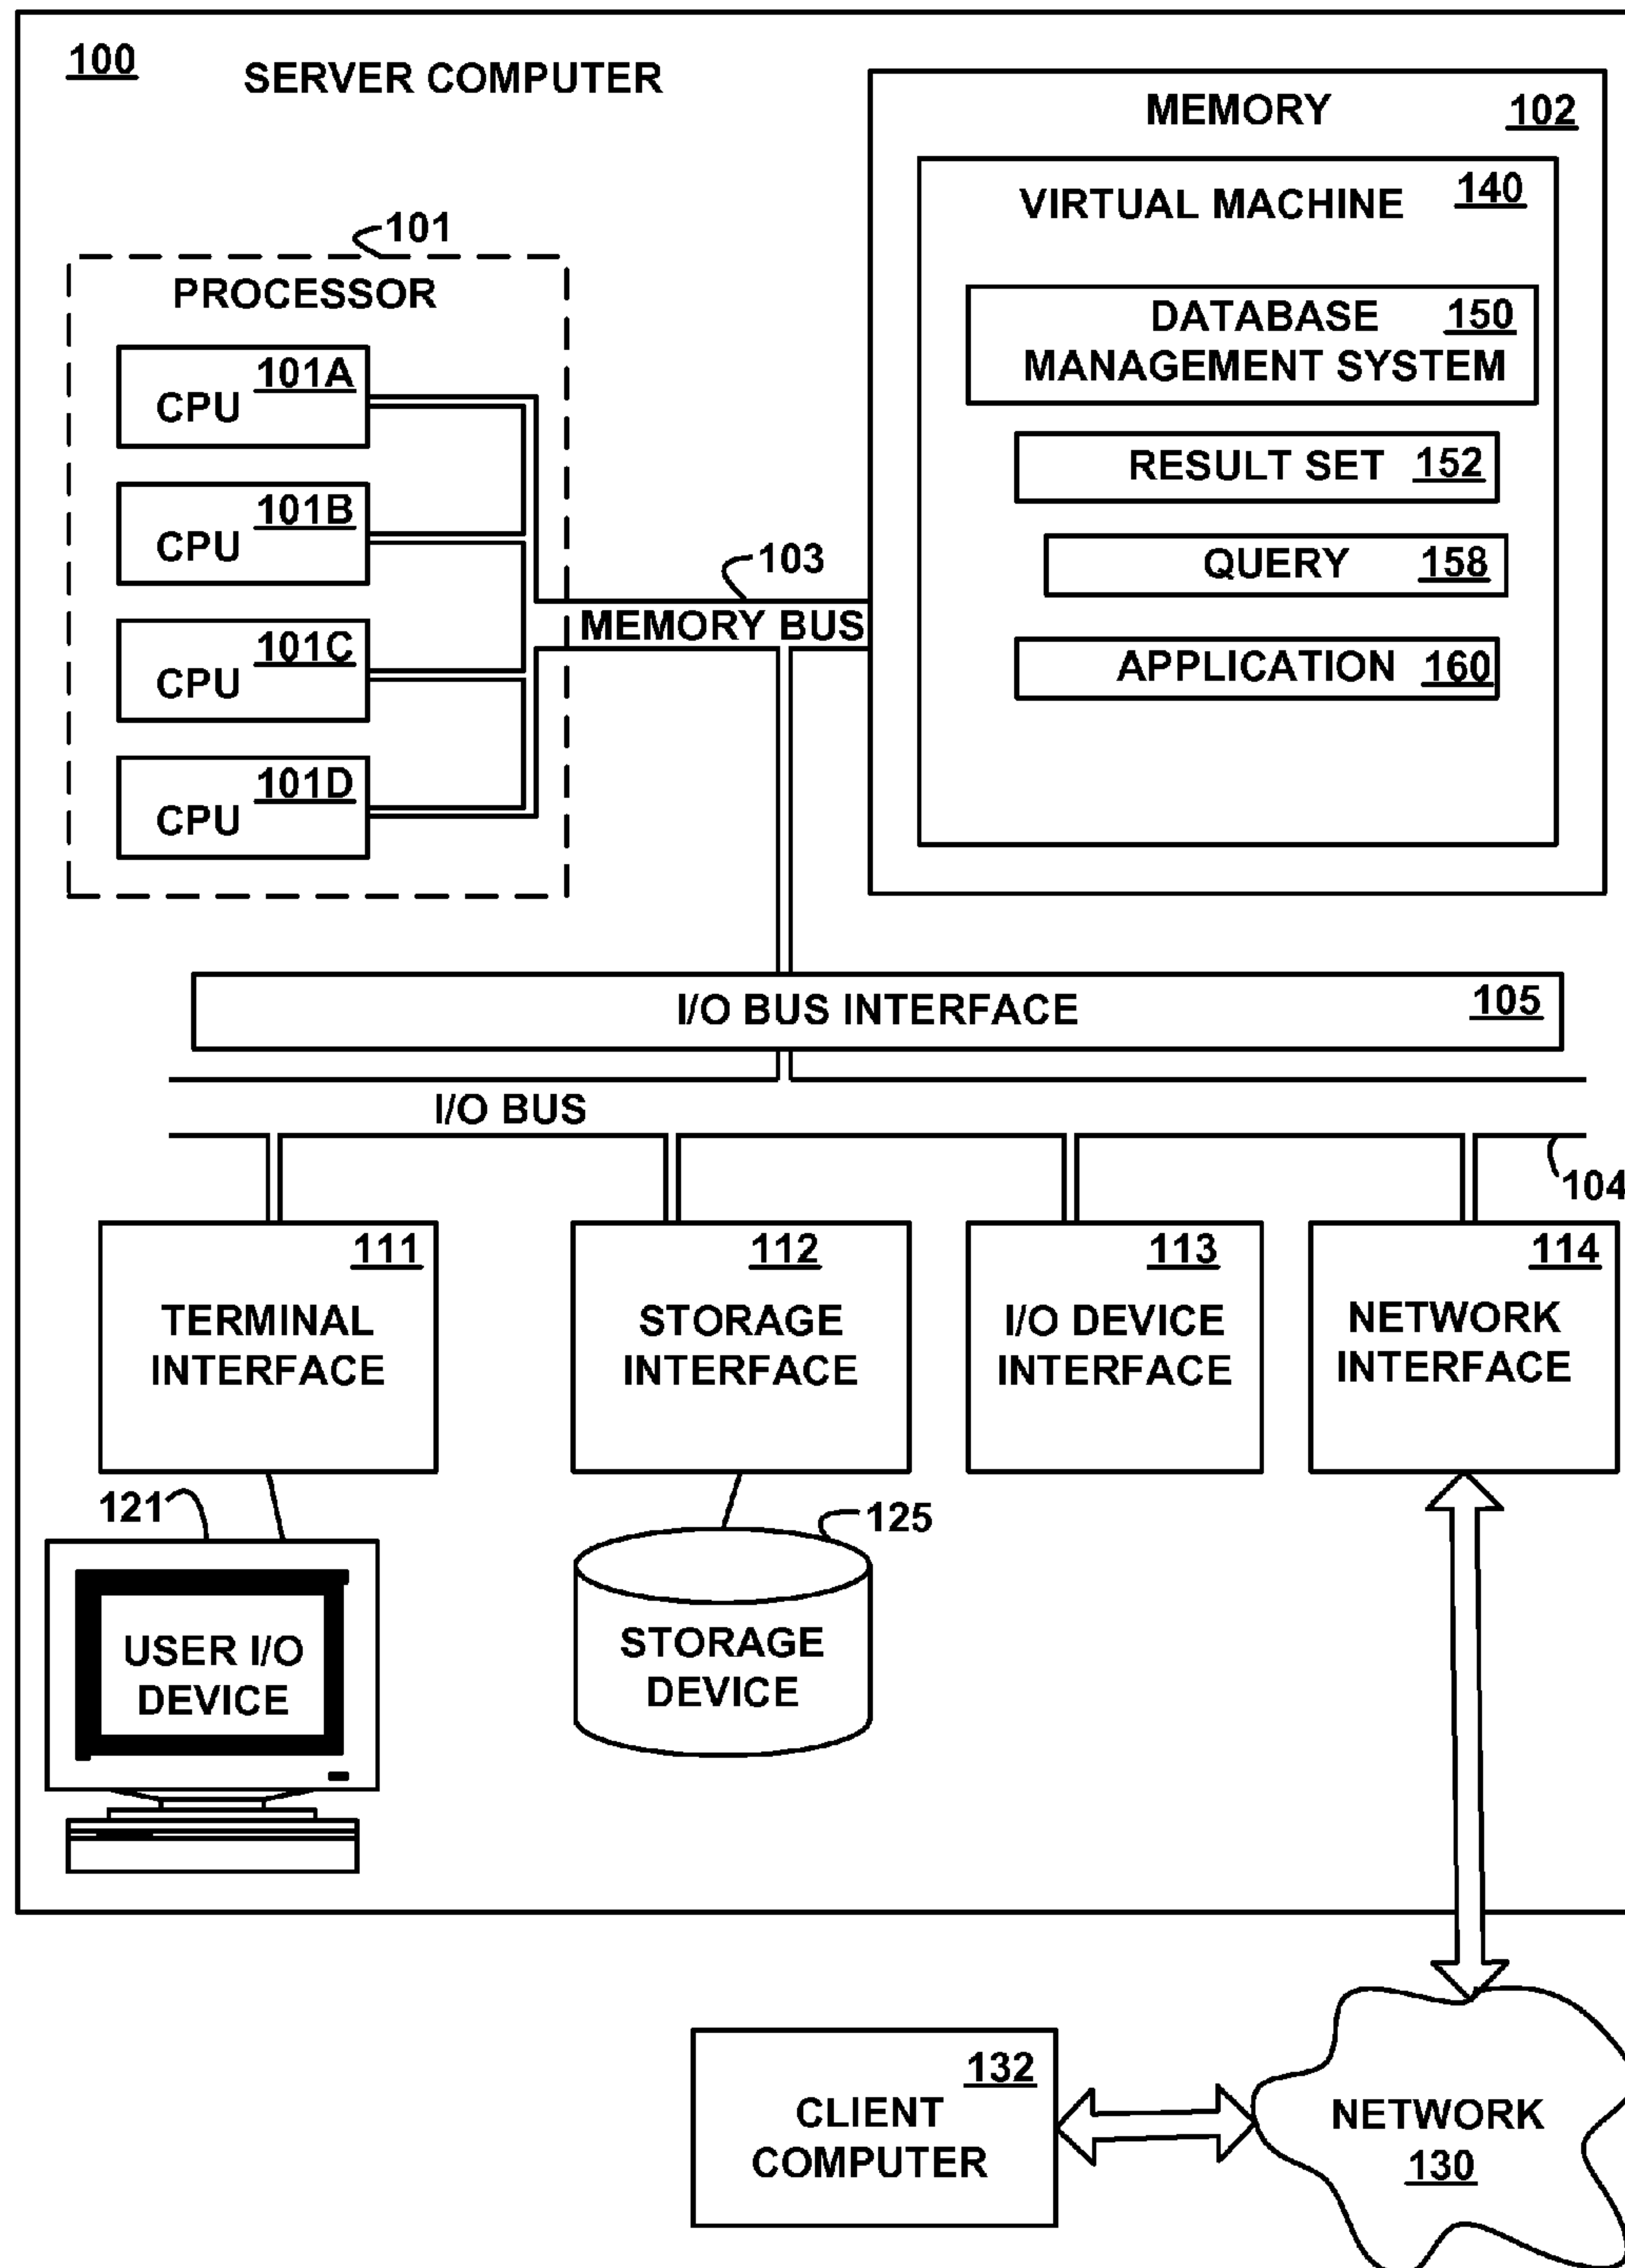 100
SERVER COMPUTER
MEMORY 102
VIRTUAL MACHINE 140
DATABASE 150
MANAGEMENT SYSTEM
RESULT SET 152
QUERY 158
APPLICATION 160
101
PROCESSOR
101A
CPU
101B
CPU
101C
CPU
101D
CPU
103
MEMORY BUS
I/O BUS INTERFACE 105
I/O BUS
104
111
TERMINAL
INTERFACE
112
STORAGE
INTERFACE
113
I/O DEVICE
INTERFACE
114
NETWORK
INTERFACE
121
USER I/O
DEVICE
125
STORAGE
DEVICE
132
CLIENT
COMPUTER
NETWORK
130